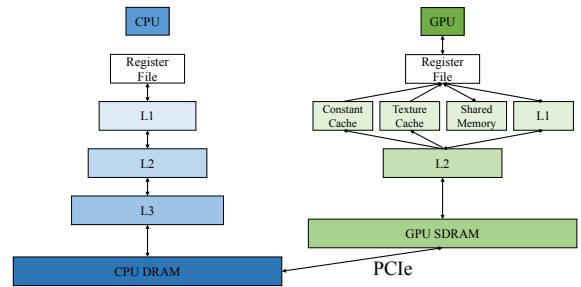 CPU
GPU
Register
File
Register
File
L1
Constant
Cache
Texture
Cache
Shared
Memory
L1
L2
L2
L3
GPU SDRAM
CPU DRAM
PCIe